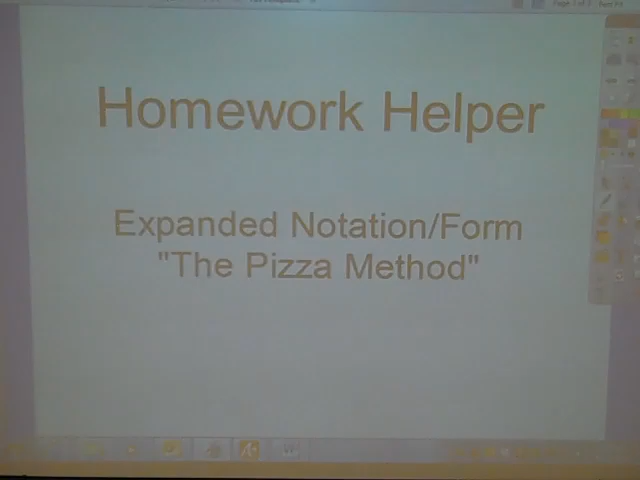 Homework Helper
Expanded Notation/Form
"The Pizza Method"